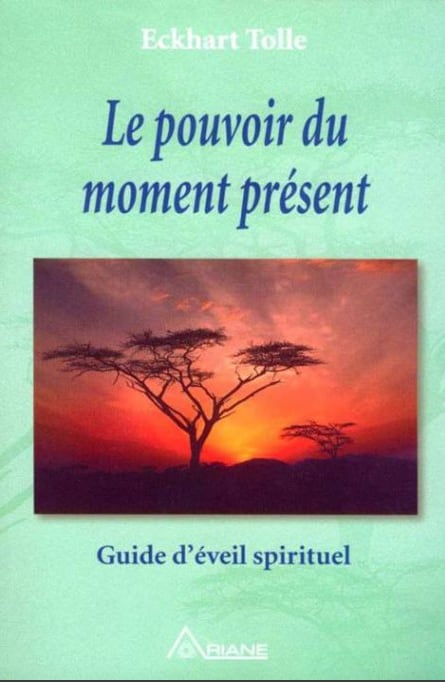 Eckhart Tolle
Le pouvoir du
moment présent
Guide d'éveil spirituel
ARIANE